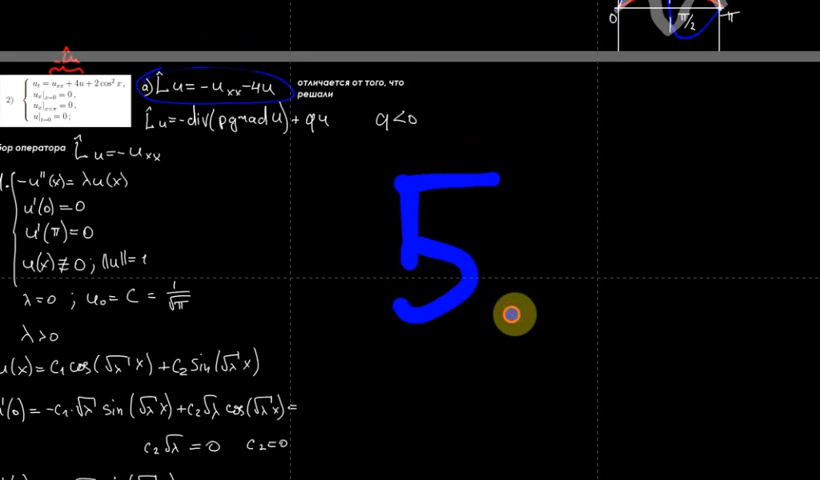 0 π/2 π
-L̂u
2) { u_t = u_xx + 4u + 2cos² x,
u_x|_{x=0} = 0,
u_x|_{x=π} = 0,
u|_{t=0} = 0;
a) L̂u = -u_xx - 4u
отличается от того, что
решали
L̂u = -div(p grad u) + qu q<0
бор оператора L̂u = -u_xx
1. { -u''(x) = λu(x)
u'(0) = 0
u'(π) = 0
u(x) ≢ 0; ||u|| = 1
λ=0 ; u₀ = C = 1/√π
λ>0
u(x) = c₁ cos(√λ x) + c₂ sin(√λ x)
'(0) = -c₁·√λ sin(√λ x) + c₂√λ cos(√λ x) =
c₂√λ = 0 c₂=0
5